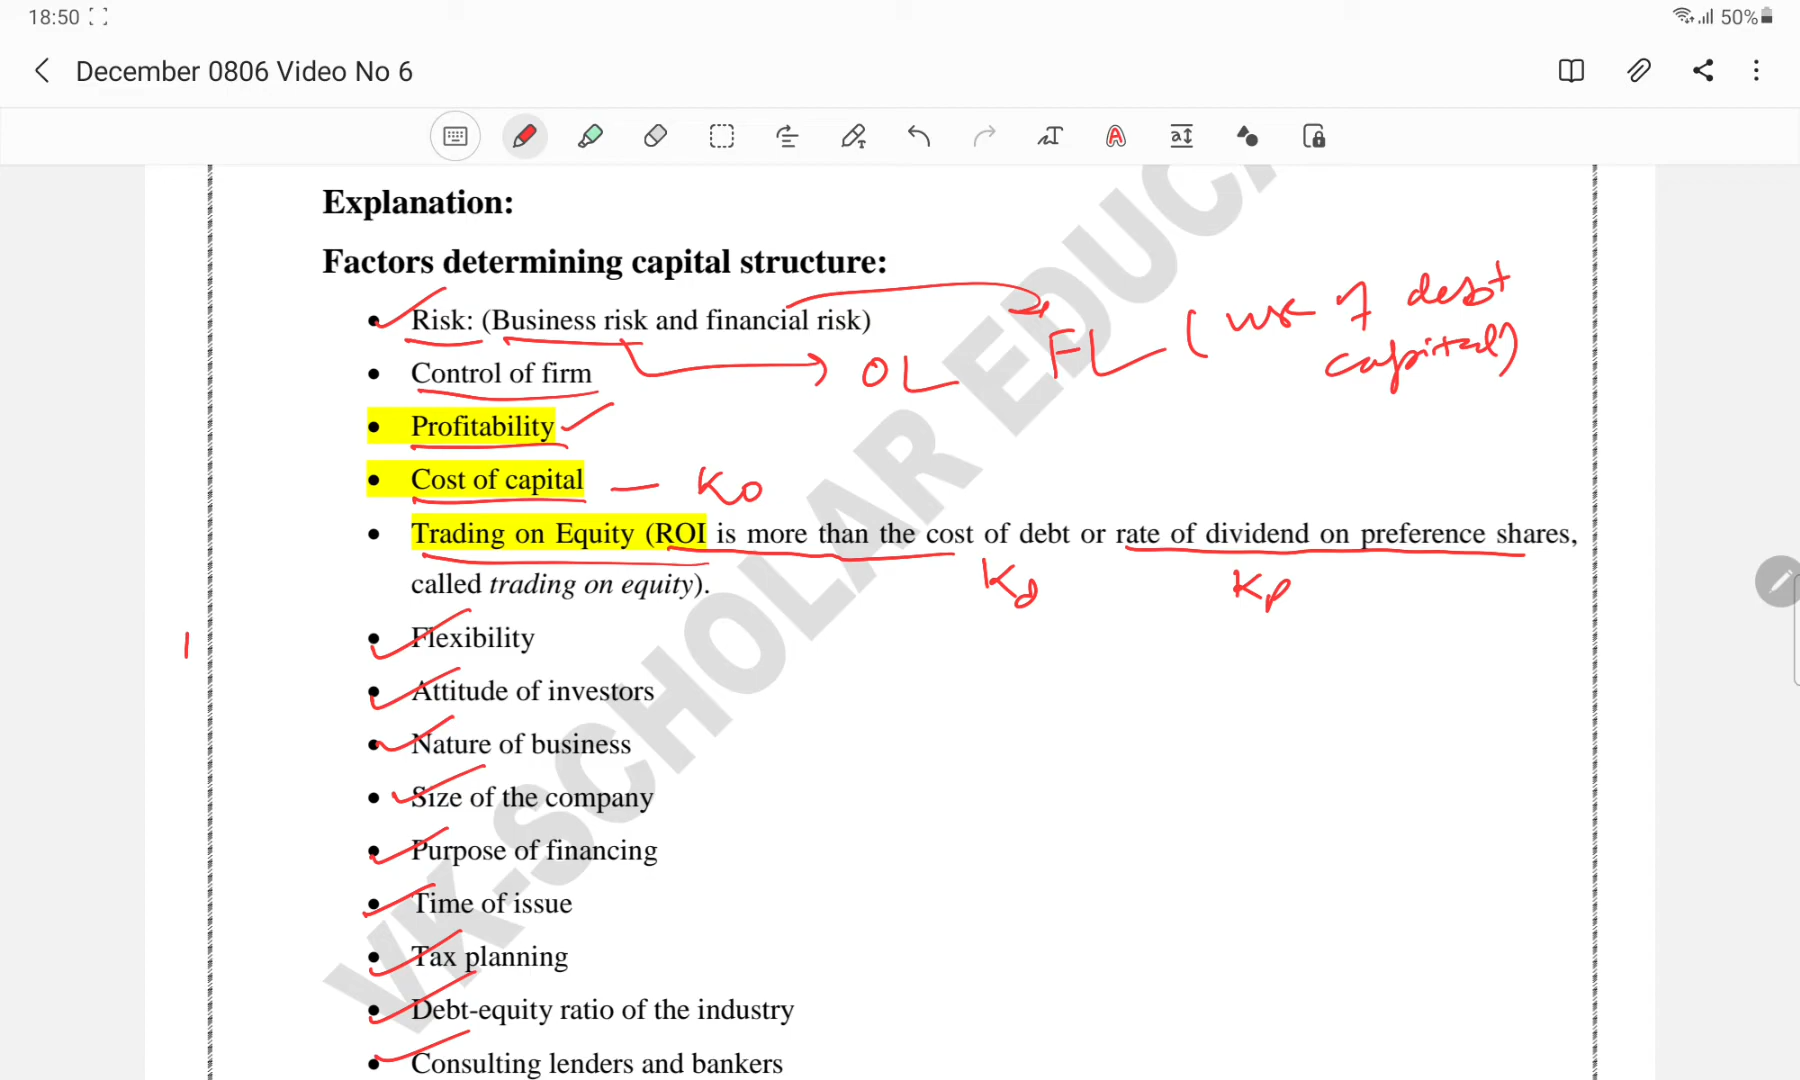 18:50 50%
December 0806 Video No 6
Explanation:
Factors determining capital structure:
• Risk: (Business risk and financial risk)
OL FL (use of debt capital)
• Control of firm
• Profitability
• Cost of capital — Ko
• Trading on Equity (ROI is more than the cost of debt or rate of dividend on preference shares,
called trading on equity).
Kd Kp
• Flexibility
• Attitude of investors
• Nature of business
• Size of the company
• Purpose of financing
• Time of issue
• Tax planning
• Debt-equity ratio of the industry
• Consulting lenders and bankers
VK-SCHOLAR EDUCA